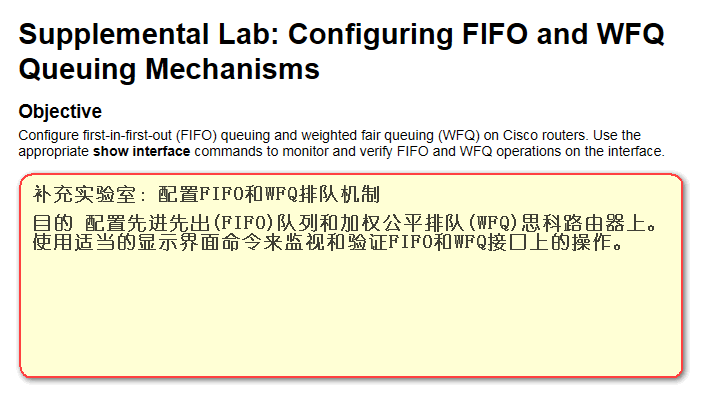 Supplemental Lab: Configuring FIFO and WFQ
Queuing Mechanisms
Objective
Configure first-in-first-out (FIFO) queuing and weighted fair queuing (WFQ) on Cisco routers. Use the
appropriate show interface commands to monitor and verify FIFO and WFQ operations on the interface.
补充实验室: 配置FIFO和WFQ排队机制
目的 配置先进先出(FIFO)队列和加权公平排队(WFQ)思科路由器上。
使用适当的显示界面命令来监视和验证FIFO和WFQ接口上的操作。